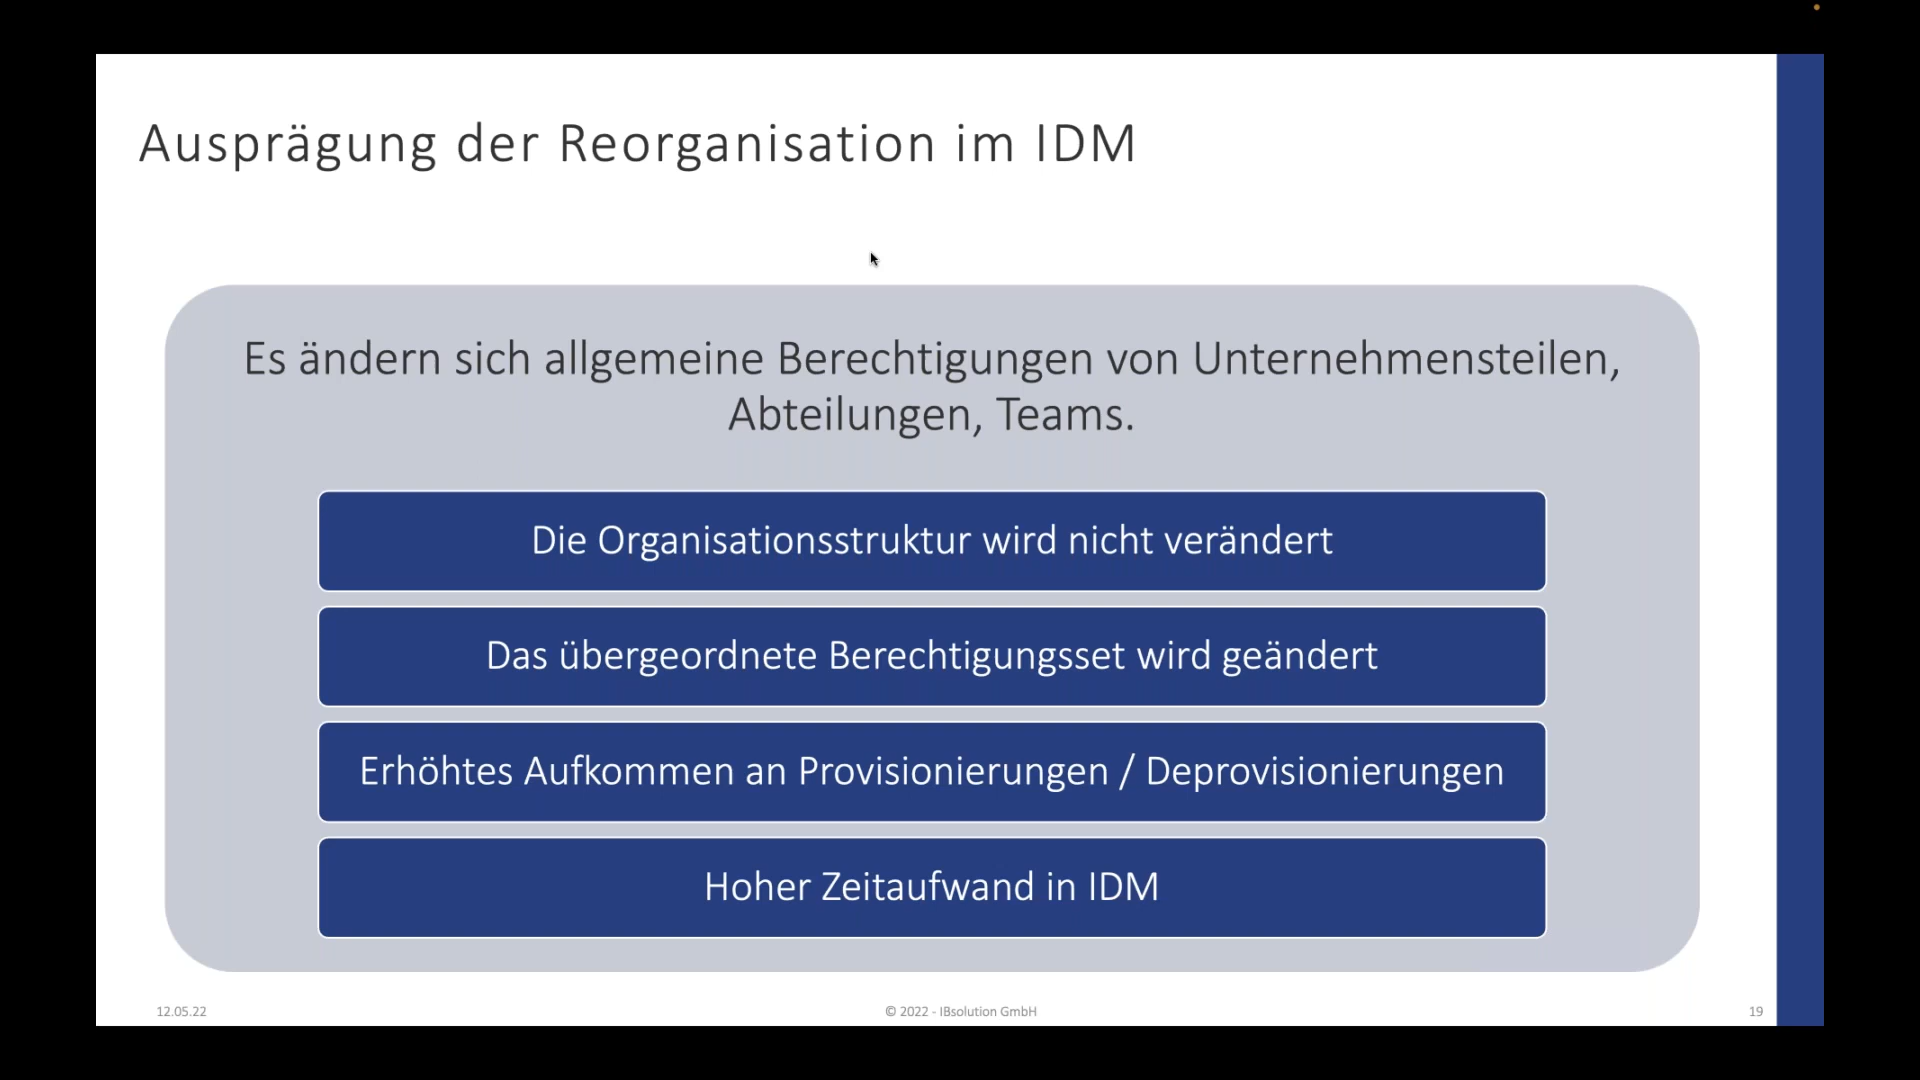 Ausprägung der Reorganisation im IDM
Es ändern sich allgemeine Berechtigungen von Unternehmensteilen,
Abteilungen, Teams.
Die Organisationsstruktur wird nicht verändert
Das übergeordnete Berechtigungsset wird geändert
Erhöhtes Aufkommen an Provisionierungen / Deprovisionierungen
Hoher Zeitaufwand in IDM
12.05.22
© 2022 - IBsolution GmbH
19